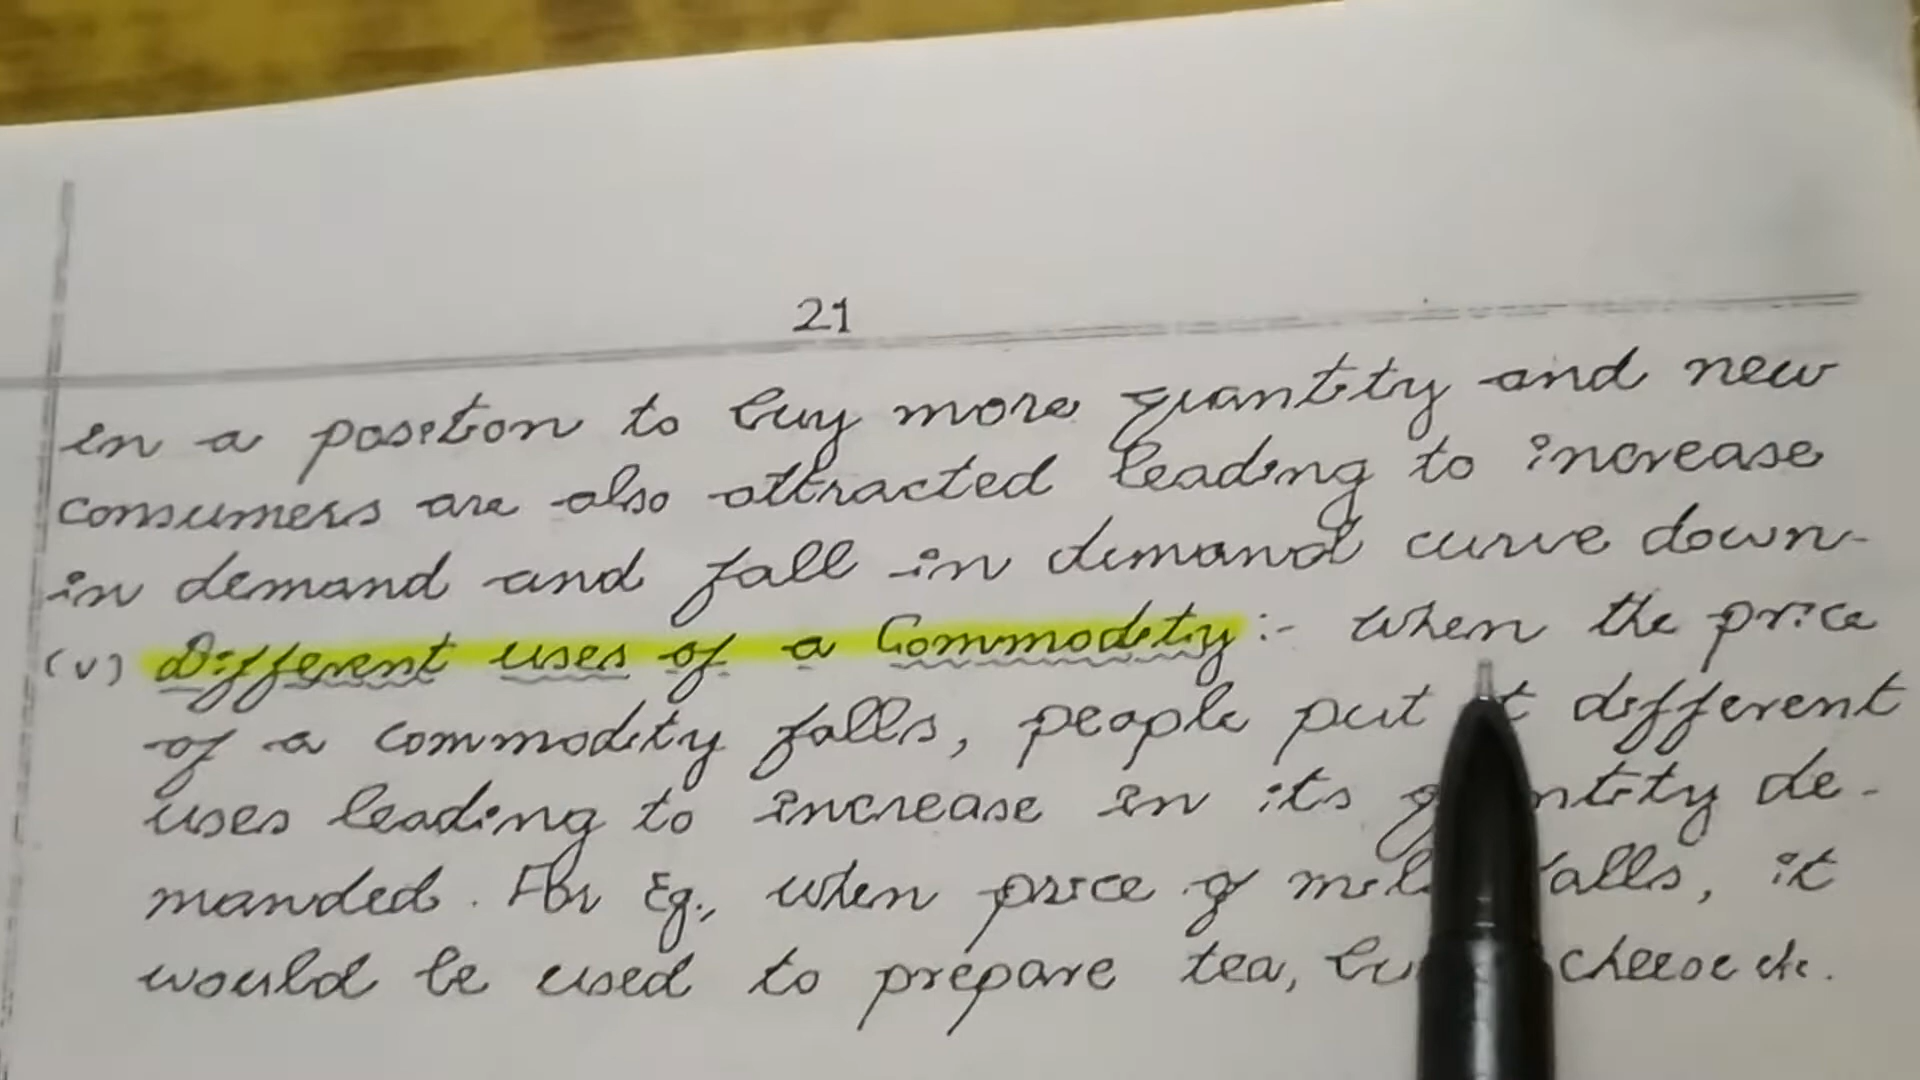 21
in a position to buy more quantity and new
consumers are also attracted leading to increase
in demand and fall in demand curve down-
(v) Different uses of a Commodity :- when the price
of a commodity falls, people put it different
uses leading to increase in its quantity de-
manded. For Eg., when price of milk falls, it
would be used to prepare tea, cheese etc.